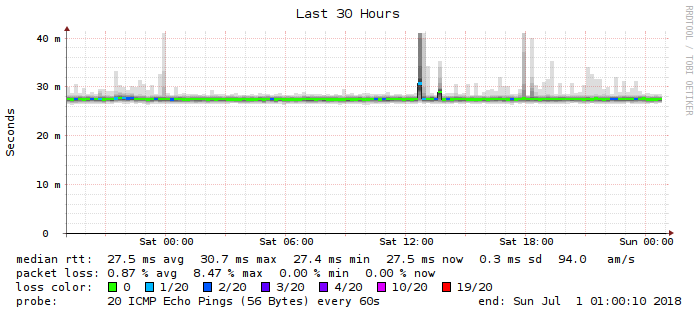 Last 30 Hours
RRDTOOL / TOBI OETIKER
Seconds
40 m
30 m
20 m
10 m
0
Sat 00:00 Sat 06:00 Sat 12:00 Sat 18:00 Sun 00:00
median rtt: 27.5 ms avg 30.7 ms max 27.4 ms min 27.5 ms now 0.3 ms sd 94.0 am/s
packet loss: 0.87 % avg 8.47 % max 0.00 % min 0.00 % now
loss color: 0 1/20 2/20 3/20 4/20 10/20 19/20
probe: 20 ICMP Echo Pings (56 Bytes) every 60s end: Sun Jul 1 01:00:10 2018